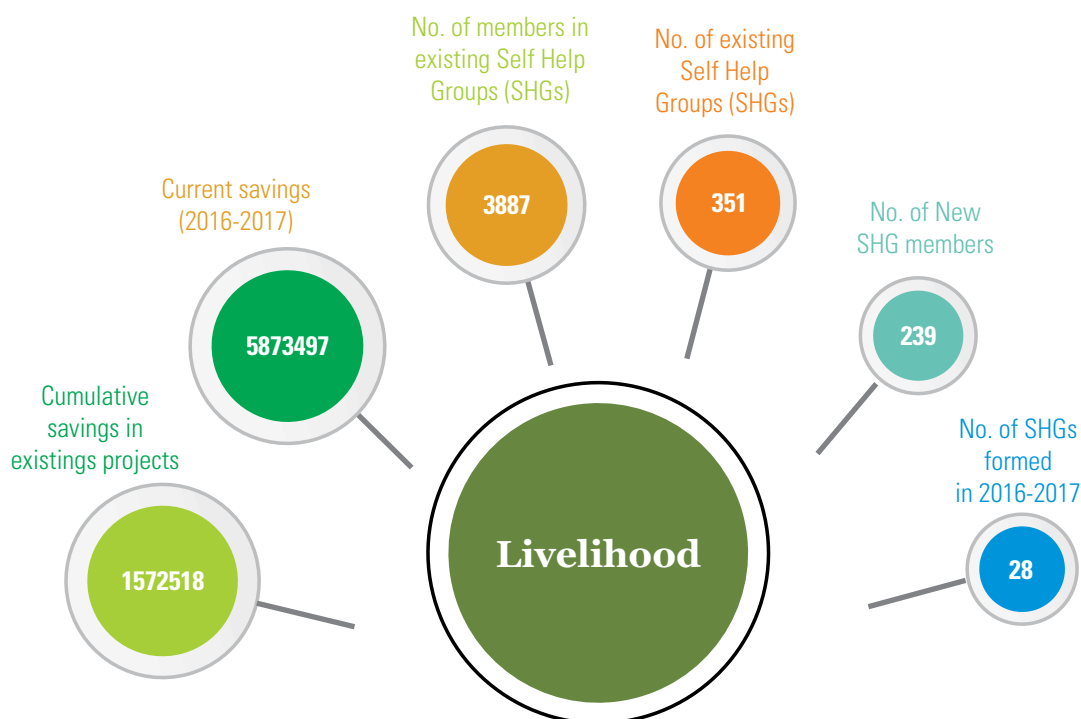 No. of members in
existing Self Help
Groups (SHGs)
3887
No. of existing
Self Help
Groups (SHGs)
351
Current savings
(2016-2017)
5873497
No. of New
SHG members
239
Cumulative
savings in
existings projects
1572518
No. of SHGs
formed
in 2016-2017
28
Livelihood